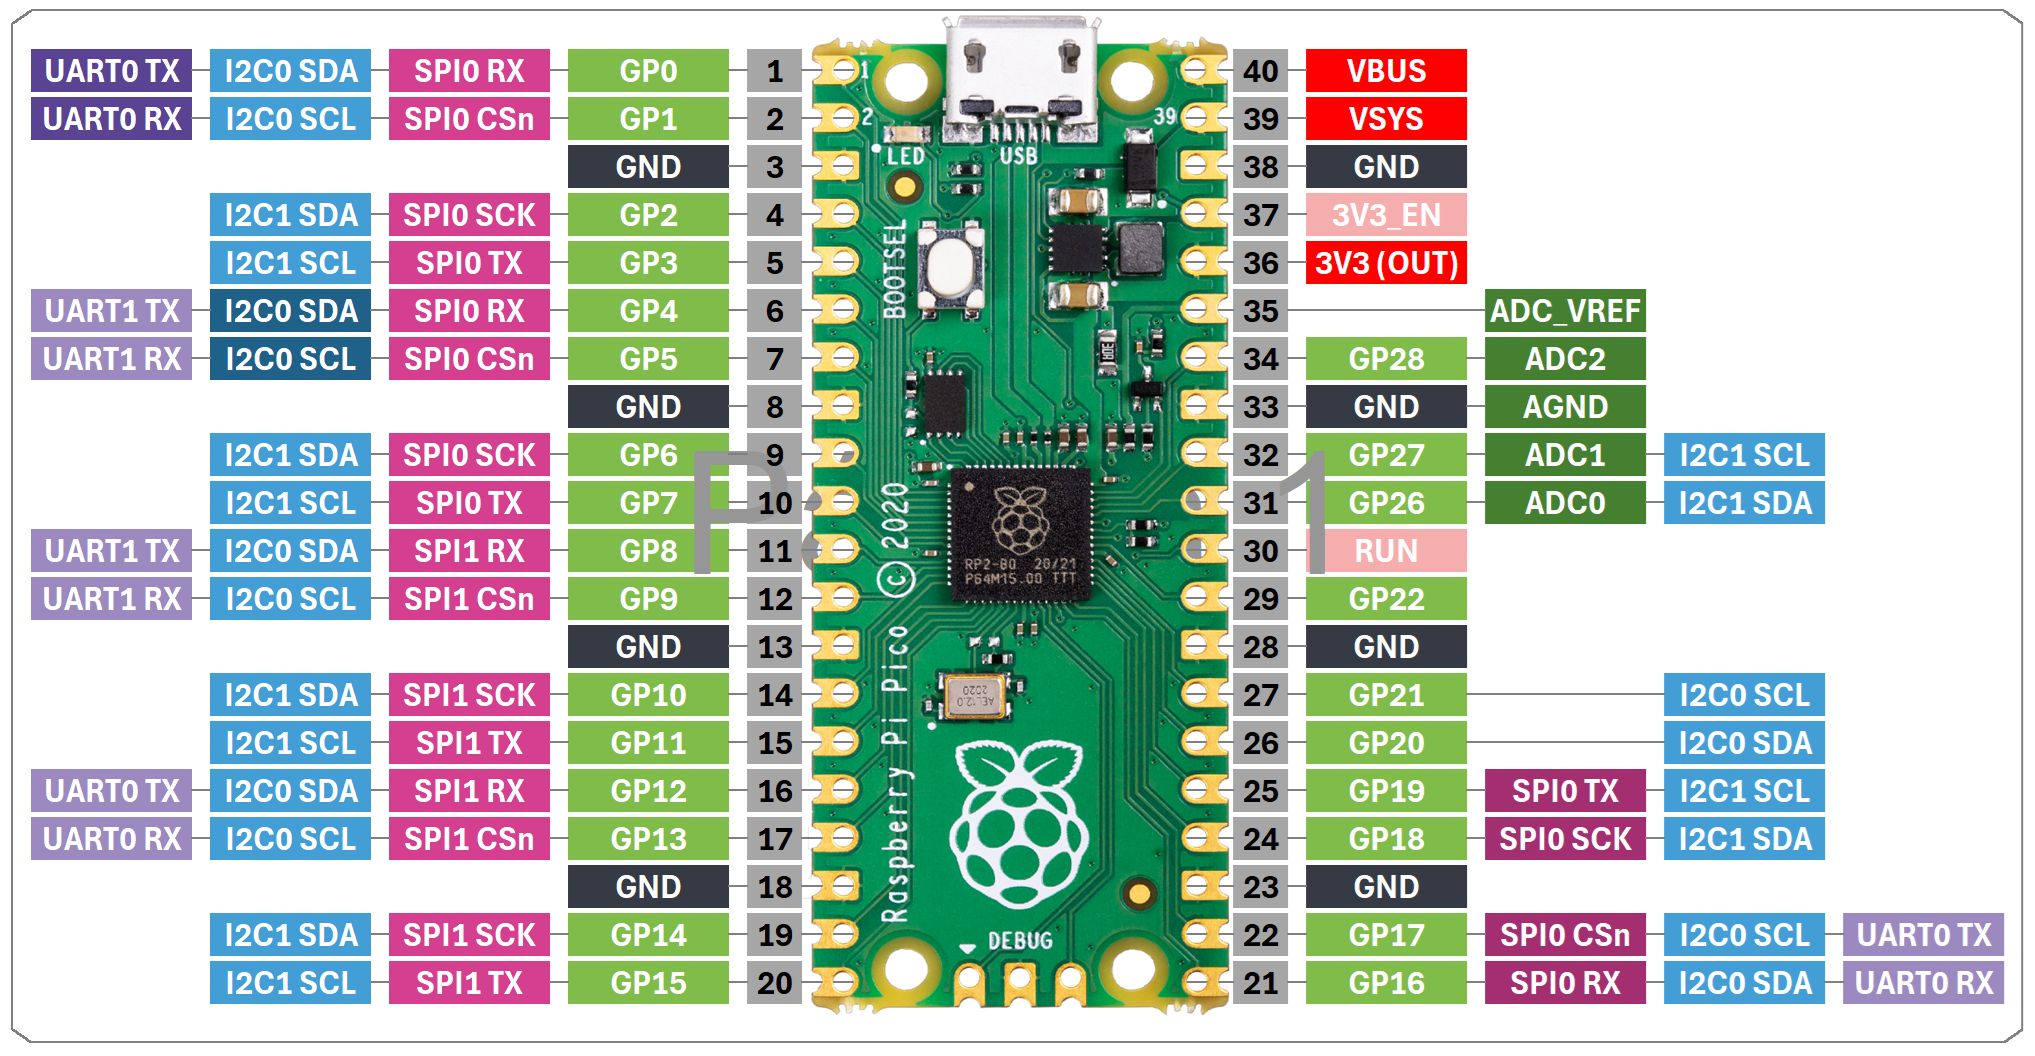 UART0 TX I2C0 SDA SPI0 RX GP0 1 1 40 VBUS
UART0 RX I2C0 SCL SPI0 CSn GP1 2 2 39 39 VSYS
GND 3 LED USB 38 GND
I2C1 SDA SPI0 SCK GP2 4 37 3V3_EN
I2C1 SCL SPI0 TX GP3 5 BOOTSEL 36 3V3 (OUT)
UART1 TX I2C0 SDA SPI0 RX GP4 6 35 ADC_VREF
UART1 RX I2C0 SCL SPI0 CSn GP5 7 34 GP28 ADC2
GND 8 33 GND AGND
I2C1 SDA SPI0 SCK GP6 9 32 GP27 ADC1 I2C1 SCL
I2C1 SCL SPI0 TX GP7 10 31 GP26 ADC0 I2C1 SDA
UART1 TX I2C0 SDA SPI1 RX GP8 11 30 RUN
RP2-B0 20/21
P64M15.00 TTT
UART1 RX I2C0 SCL SPI1 CSn GP9 12 29 GP22
GND 13 28 GND
I2C1 SDA SPI1 SCK GP10 14 27 GP21 I2C0 SCL
AEL12.0
2020
I2C1 SCL SPI1 TX GP11 15 26 GP20 I2C0 SDA
Raspberry Pi Pico © 2020
UART0 TX I2C0 SDA SPI1 RX GP12 16 25 GP19 SPI0 TX I2C1 SCL
UART0 RX I2C0 SCL SPI1 CSn GP13 17 24 GP18 SPI0 SCK I2C1 SDA
GND 18 23 GND
I2C1 SDA SPI1 SCK GP14 19 DEBUG 22 GP17 SPI0 CSn I2C0 SCL UART0 TX
I2C1 SCL SPI1 TX GP15 20 21 GP16 SPI0 RX I2C0 SDA UART0 RX